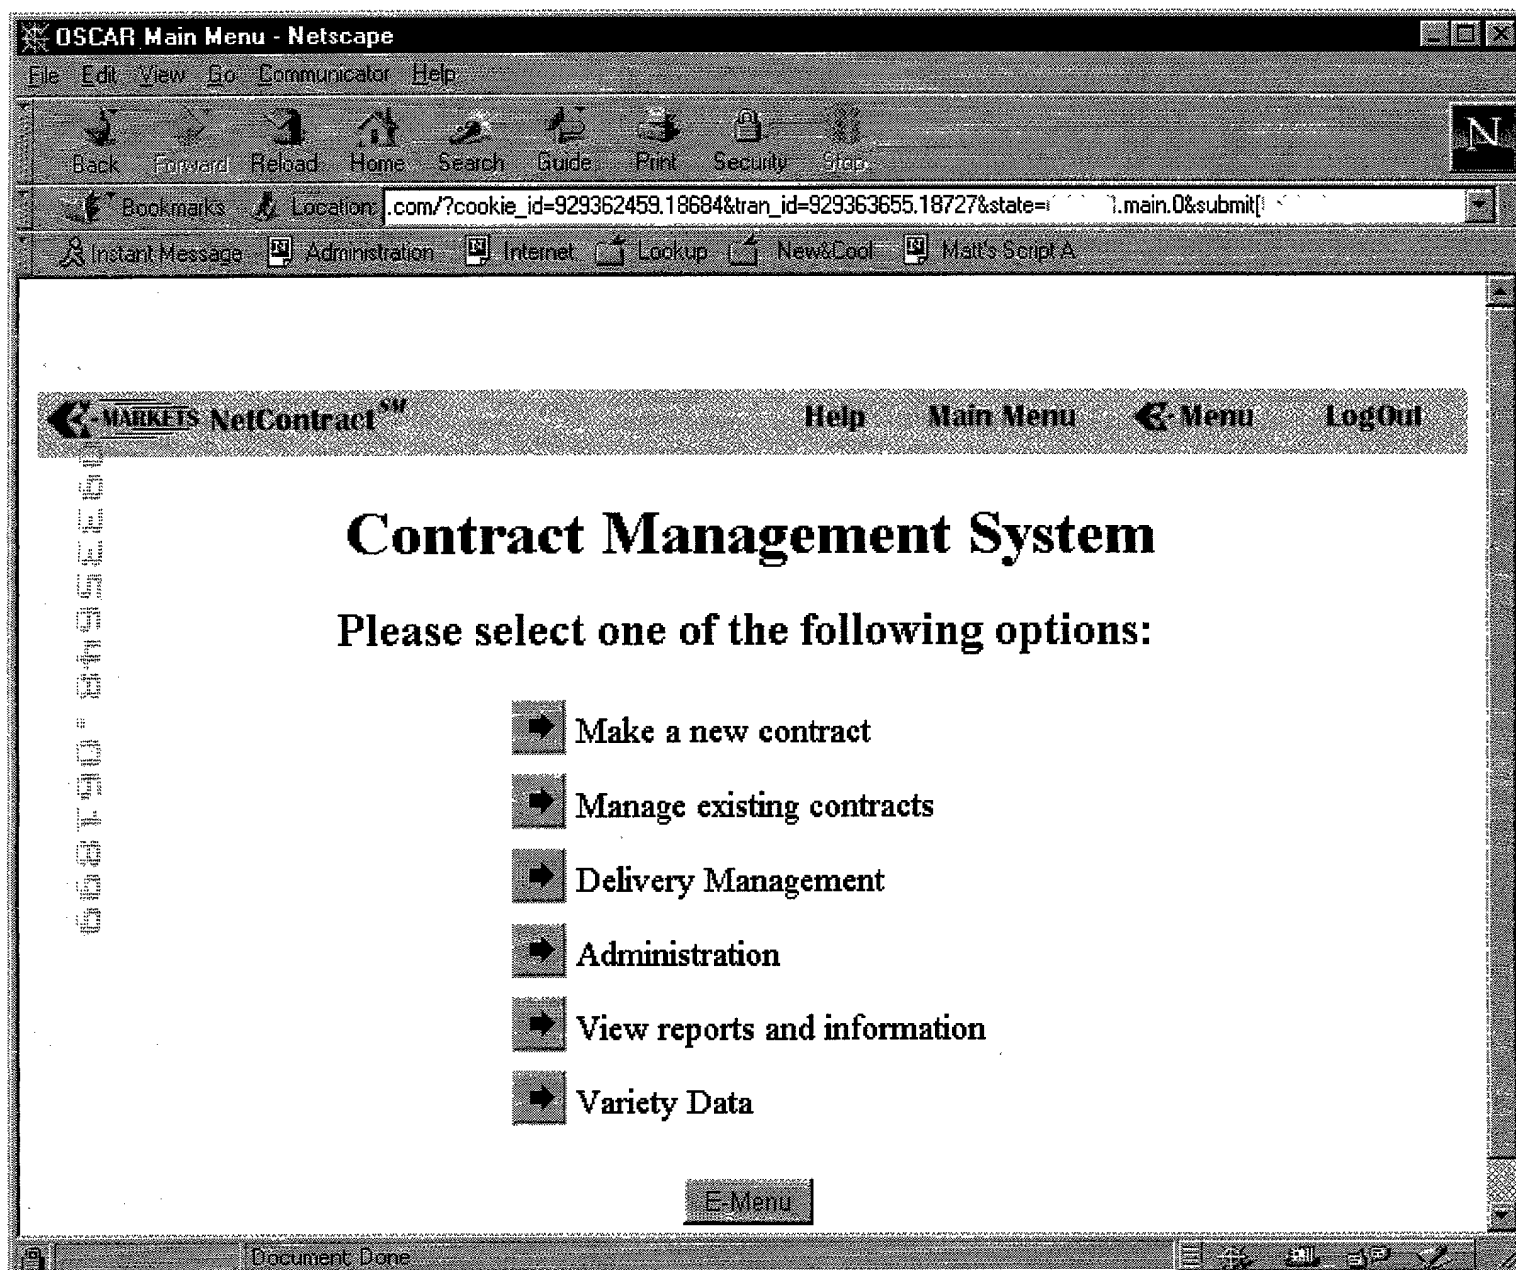 OSCAR Main Menu - Netscape
File Edit View Go Communicator Help
Back Forward Reload Home Search Guide Print Security Stop
N
Bookmarks Location: .com/?cookie_id=929362459.18684&tran_id=929363655.18727&state= .main.0&submit[
Instant Message Administration Internet Lookup New&Cool Matt's Script A
E-MARKETS NetContract SM Help Main Menu E-Menu LogOut
Contract Management System
Please select one of the following options:
Make a new contract
Manage existing contracts
Delivery Management
Administration
View reports and information
Variety Data
E-Menu
Document: Done